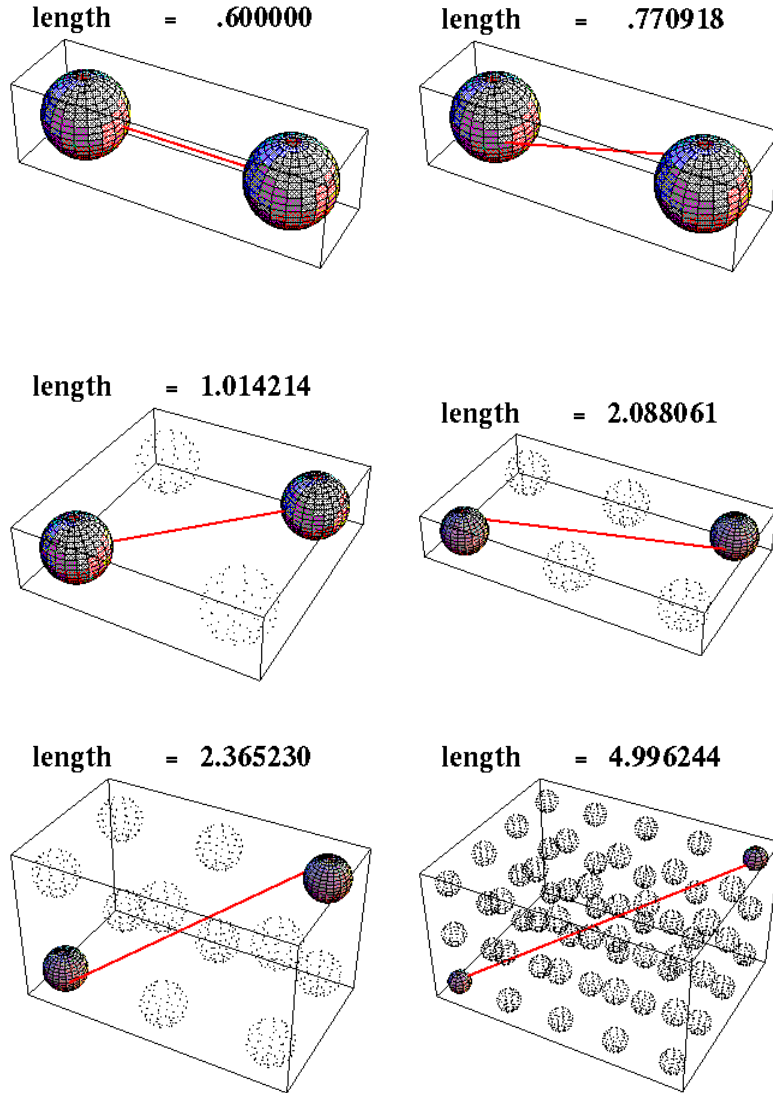 length = .600000
length = .770918
length = 1.014214
length = 2.088061
length = 2.365230
length = 4.996244